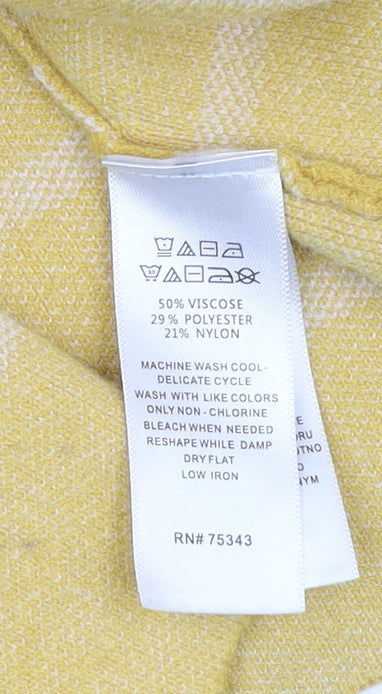 50% VISCOSE
29% POLYESTER
21% NYLON
MACHINE WASH COOL-
DELICATE CYCLE
WASH WITH LIKE COLORS
ONLY NON-CHLORINE
BLEACH WHEN NEEDED
RESHAPE WHILE DAMP
DRY FLAT
LOW IRON
RN# 75343